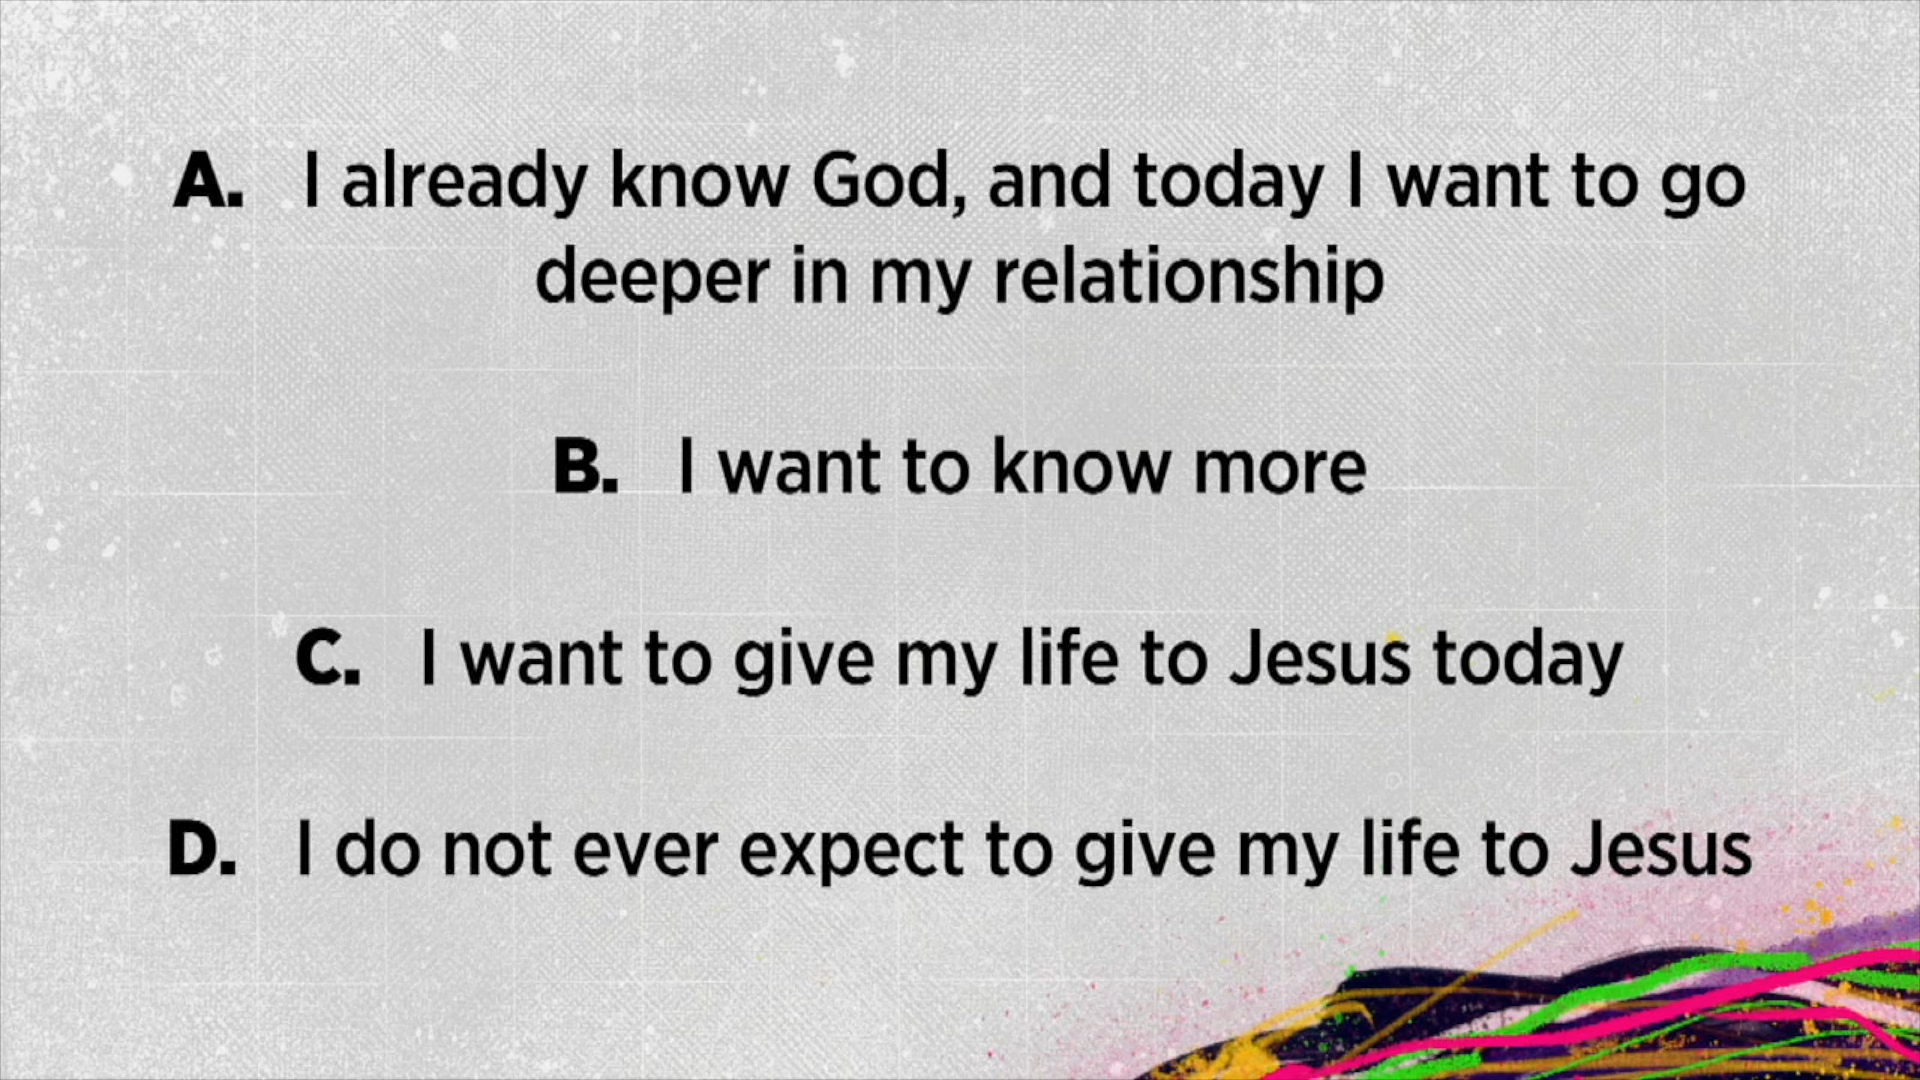 A. I already know God, and today I want to go
deeper in my relationship
B. I want to know more
C. I want to give my life to Jesus today
D. I do not ever expect to give my life to Jesus